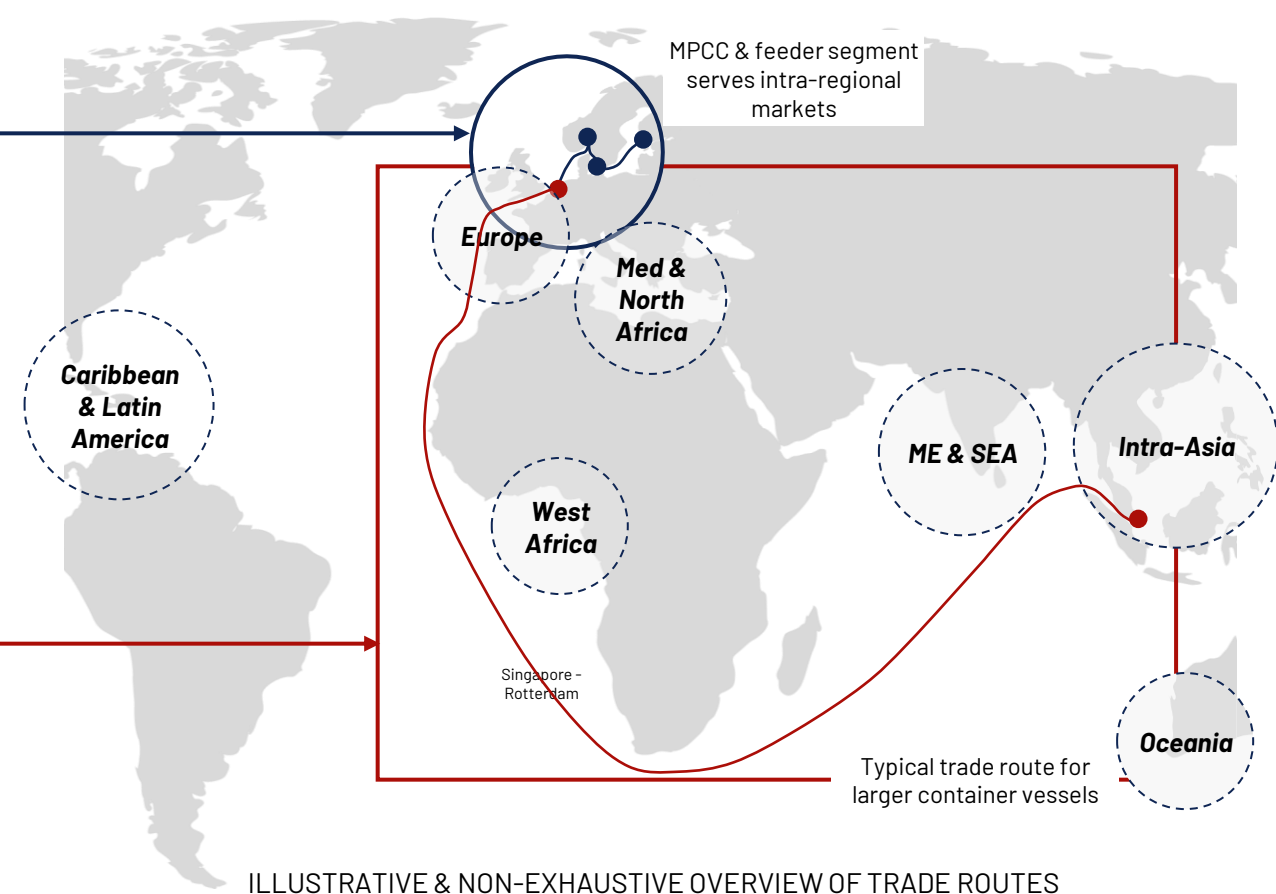 MPCC & feeder segment
serves intra-regional
markets
Europe
Med &
North
Africa
Caribbean
& Latin
America
ME & SEA
Intra-Asia
West
Africa
Singapore -
Rotterdam
Oceania
Typical trade route for
larger container vessels
ILLUSTRATIVE & NON-EXHAUSTIVE OVERVIEW OF TRADE ROUTES